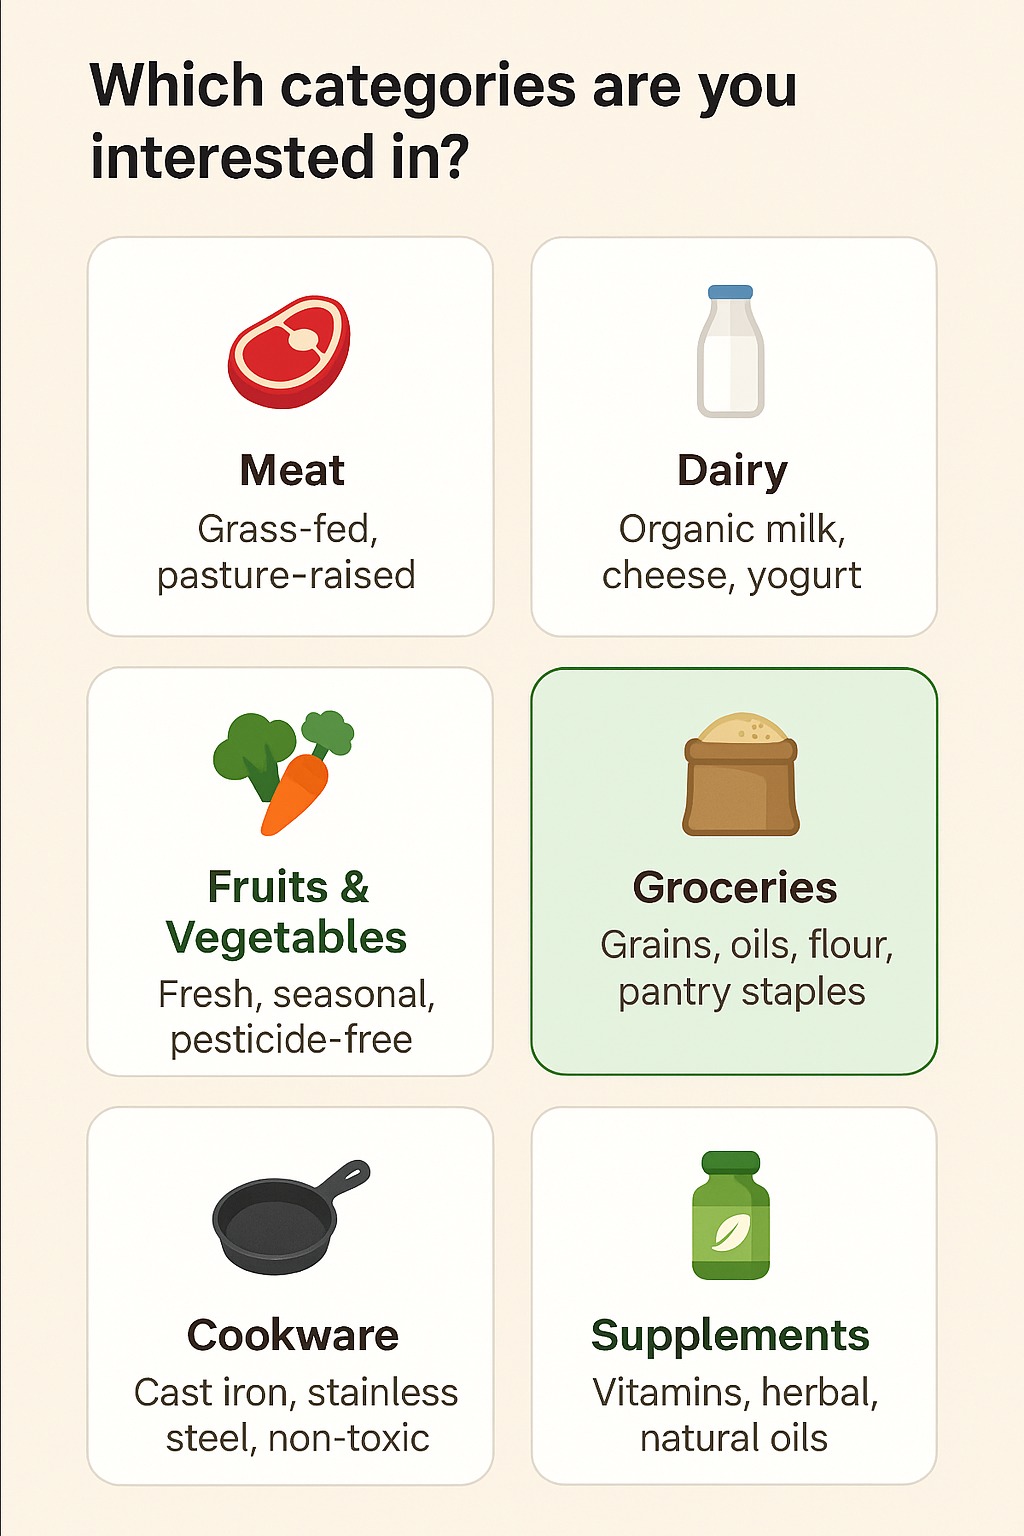 Which categories are you
interested in?
Meat
Grass-fed,
pasture-raised
Dairy
Organic milk,
cheese, yogurt
Fruits &
Vegetables
Fresh, seasonal,
pesticide-free
Groceries
Grains, oils, flour,
pantry staples
Cookware
Cast iron, stainless
steel, non-toxic
Supplements
Vitamins, herbal,
natural oils